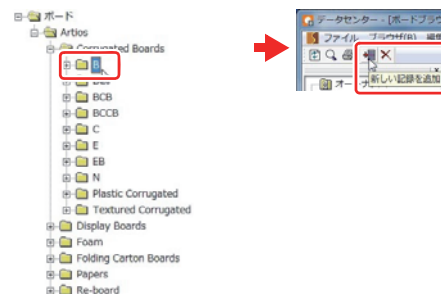 ボード
Artios
Corrugated Boards
B
BCB
BCCB
C
E
EB
N
Plastic Corrugated
Textured Corrugated
Display Boards
Foam
Folding Carton Boards
Papers
Re-board
データセンター - [ボードブラウ
ファイル ブラウザ(B) 編集
新しい記録を追加